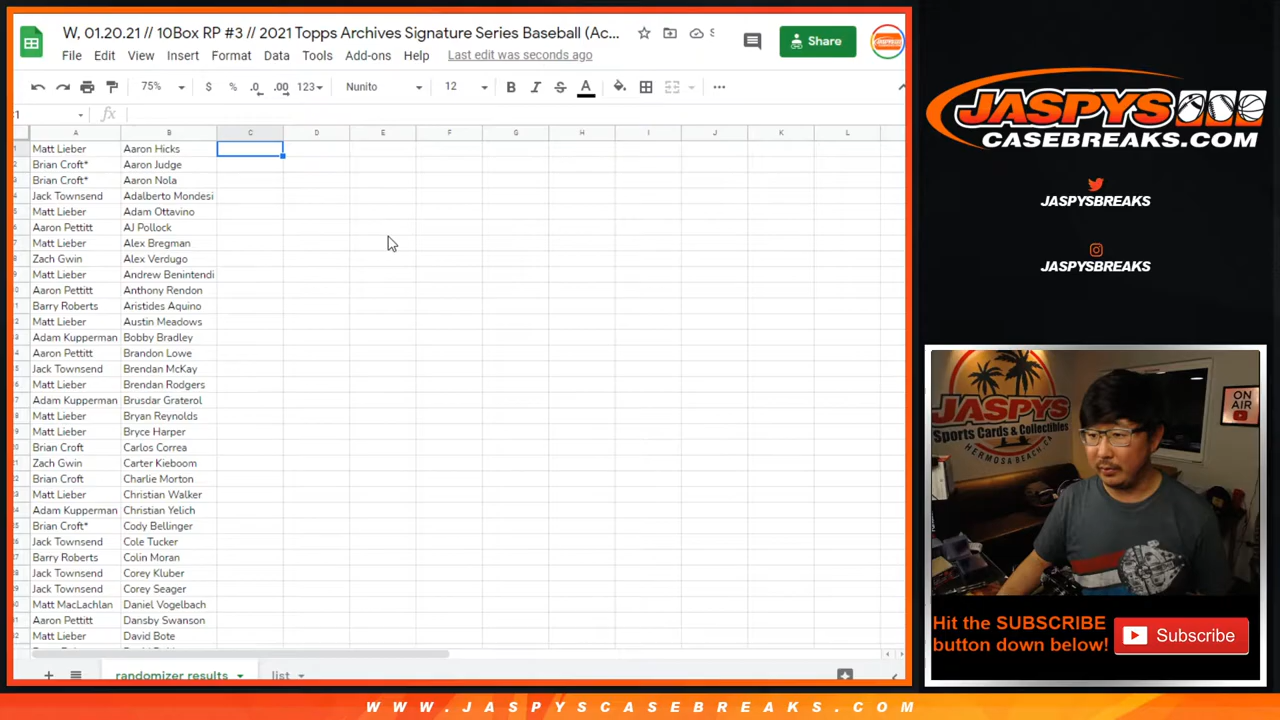 W, 01.20.21 // 10Box RP #3 // 2021 Topps Archives Signature Series Baseball (Ac...
File Edit View Insert Format Data Tools Add-ons Help Last edit was seconds ago
Share
75% $ % .0 .00 123 Nunito 12 B I S A
fx
A B C D E F G H I J K L
Matt Lieber Aaron Hicks
Brian Croft* Aaron Judge
Brian Croft* Aaron Nola
Jack Townsend Adalberto Mondesi
Matt Lieber Adam Ottavino
Aaron Pettitt AJ Pollock
Matt Lieber Alex Bregman
Zach Gwin Alex Verdugo
Matt Lieber Andrew Benintendi
Aaron Pettitt Anthony Rendon
Barry Roberts Aristides Aquino
Matt Lieber Austin Meadows
Adam Kupperman Bobby Bradley
Aaron Pettitt Brandon Lowe
Jack Townsend Brendan McKay
Matt Lieber Brendan Rodgers
Adam Kupperman Brusdar Graterol
Matt Lieber Bryan Reynolds
Matt Lieber Bryce Harper
Brian Croft Carlos Correa
Zach Gwin Carter Kieboom
Brian Croft Charlie Morton
Matt Lieber Christian Walker
Adam Kupperman Christian Yelich
Brian Croft* Cody Bellinger
Jack Townsend Cole Tucker
Barry Roberts Colin Moran
Jack Townsend Corey Kluber
Jack Townsend Corey Seager
Matt MacLachlan Daniel Vogelbach
Aaron Pettitt Dansby Swanson
Matt Lieber David Bote
randomizer results list
JASPYS
CASEBREAKS.COM
JASPYSBREAKS
JASPYSBREAKS
JASPYS
Sports Cards & Collectibles
HERMOSA BEACH, CA
ON AIR
Hit the SUBSCRIBE
button down below!
Subscribe
WWW.JASPYSCASEBREAKS.COM